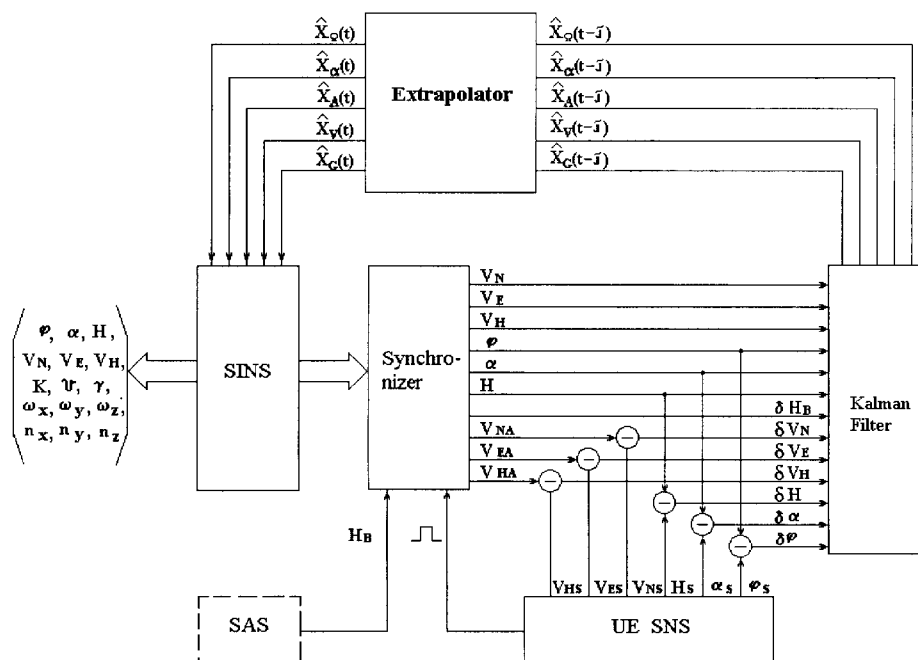 X̂Ω(t) X̂Ω(t−τ̃)
X̂α(t) X̂α(t−τ̃)
Extrapolator
X̂A(t) X̂A(t−τ̃)
X̂V(t) X̂V(t−τ̃)
X̂G(t) X̂G(t−τ̃)
VN
VE
VH
φ
α
H
δHB
VNA δVN
VEA δVE
VHA δVH
δH
δα
δφ
φ, α, H,
VN, VE, VH,
K, ϑ, γ,
ωx, ωy, ωz,
nx, ny, nz
SINS
Synchro-
nizer
Kalman
Filter
HB
VHS VES VNS HS αS φS
SAS
UE SNS